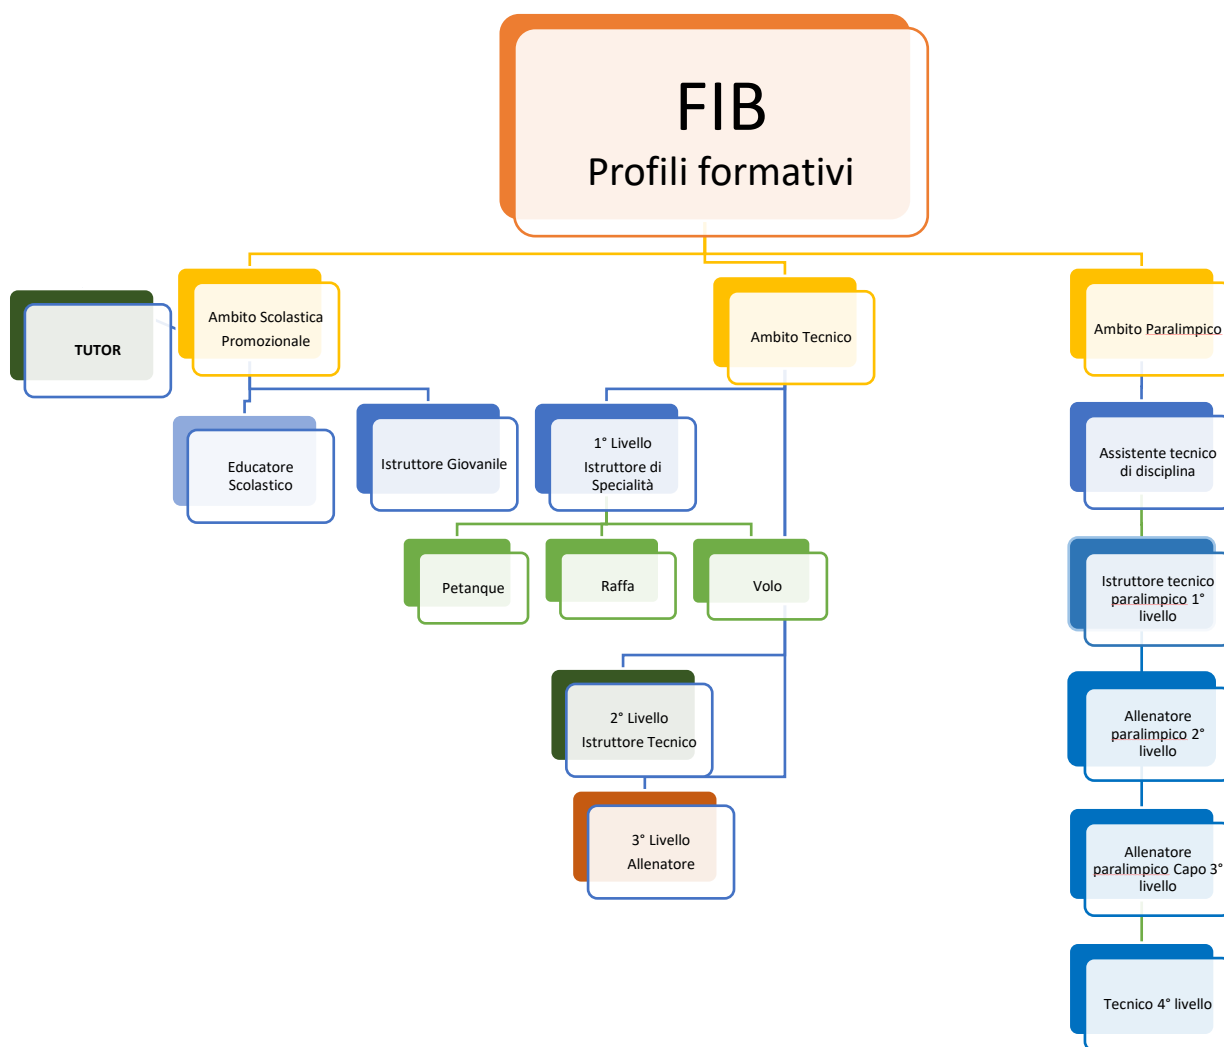 FIB
Profili formativi
TUTOR
Ambito Scolastica
Promozionale
Ambito Tecnico
Ambito Paralimpico
Educatore
Scolastico
Istruttore Giovanile
1° Livello
Istruttore di
Specialità
Petanque
Raffa
Volo
2° Livello
Istruttore Tecnico
3° Livello
Allenatore
Assistente tecnico
di disciplina
Istruttore tecnico
paralimpico 1°
livello
Allenatore
paralimpico 2°
livello
Allenatore
paralimpico Capo 3°
livello
Tecnico 4° livello